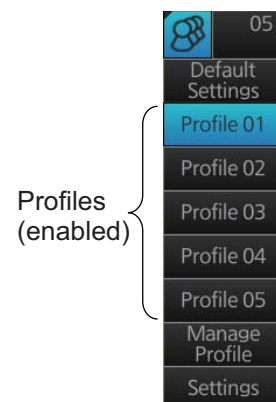 05
Default
Settings
Profile 01
Profile 02
Profile 03
Profile 04
Profile 05
Manage
Profile
Settings
Profiles
(enabled)